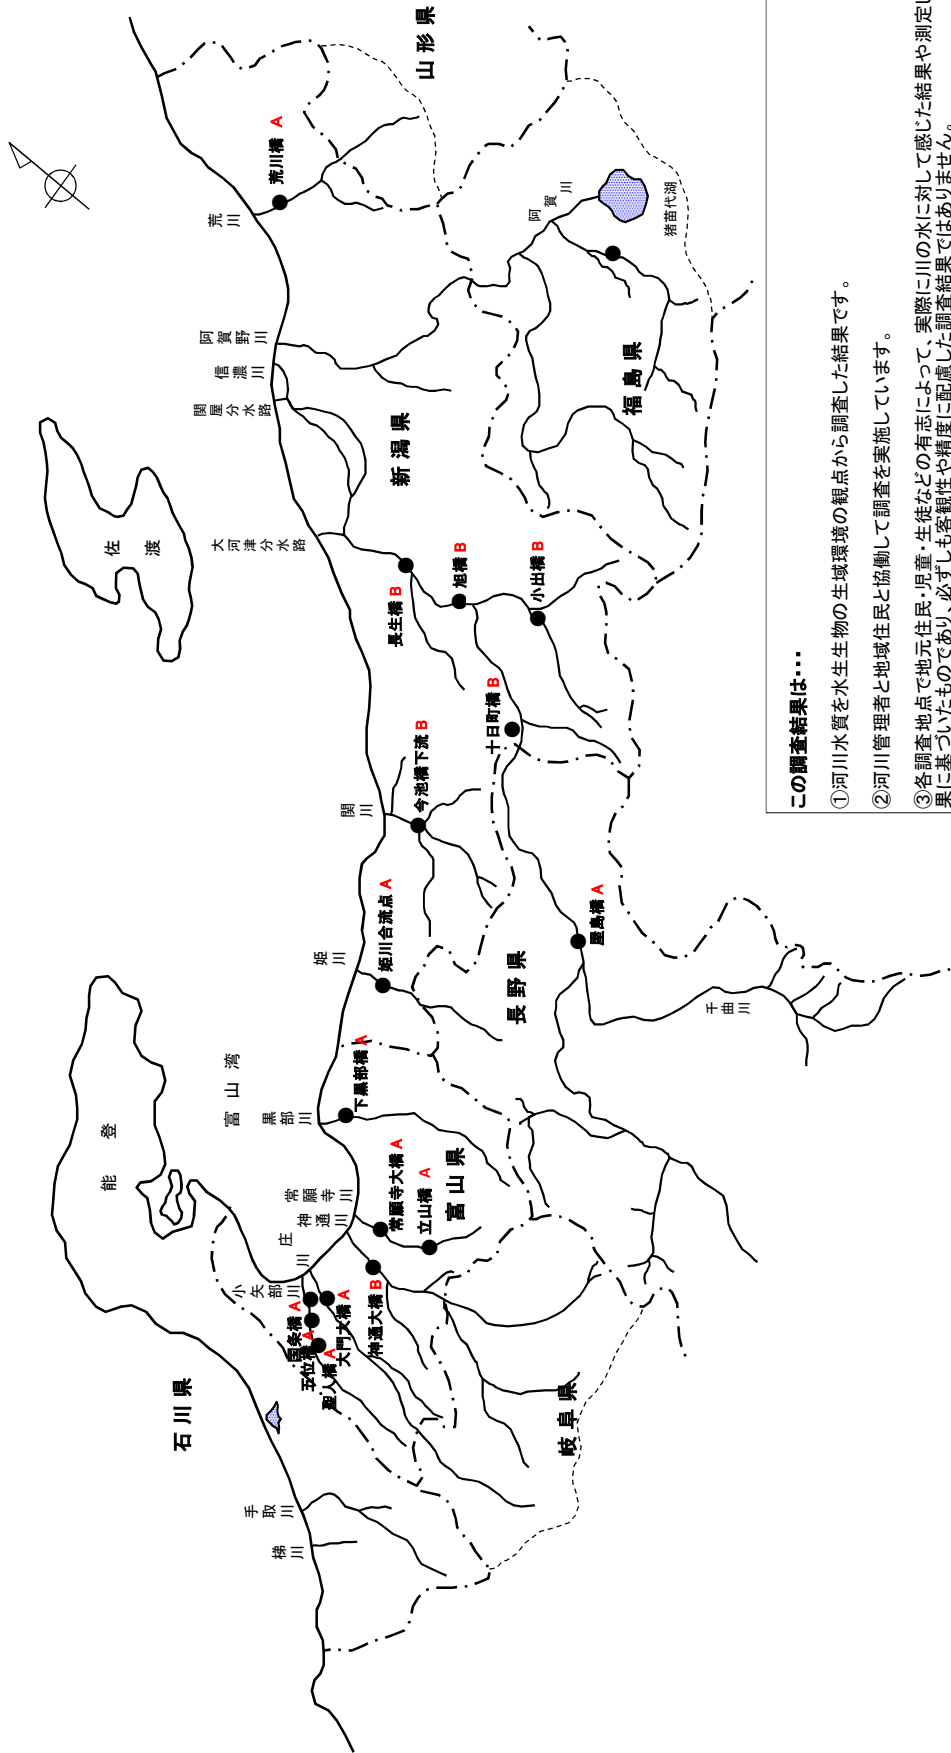 山形県
荒川橋 A
荒川
阿賀野川
信濃川
関屋分水路
大河津分水路
佐渡
新潟県
福島県
阿賀川
猪苗代湖
長生橋 B
旭橋 B
小出橋 B
十日町橋 B
今池橋下流 B
関川
姫川合流点 A
姫川
屋島橋 A
千曲川
長野県
下黒部橋 A
黒部川
富山湾
能登
常願寺大橋 A
立山橋 A
富山県
常願寺川
神通川
庄川
小矢部川
国条橋 A
五位橋 A
聖人橋 A
大門大橋 A
神通大橋 B
岐阜県
石川県
手取川
梯川
この調査結果は・・・
①河川水質を水生生物の生域環境の観点から調査した結果です。
②河川管理者と地域住民と協働して調査を実施しています。
③各調査地点で地元住民・児童・生徒などの有志によって、実際に川の水に対して感じた結果や測定
果に基づいたものであり、必ずしも客観性や精度に配慮した調査結果ではありません。